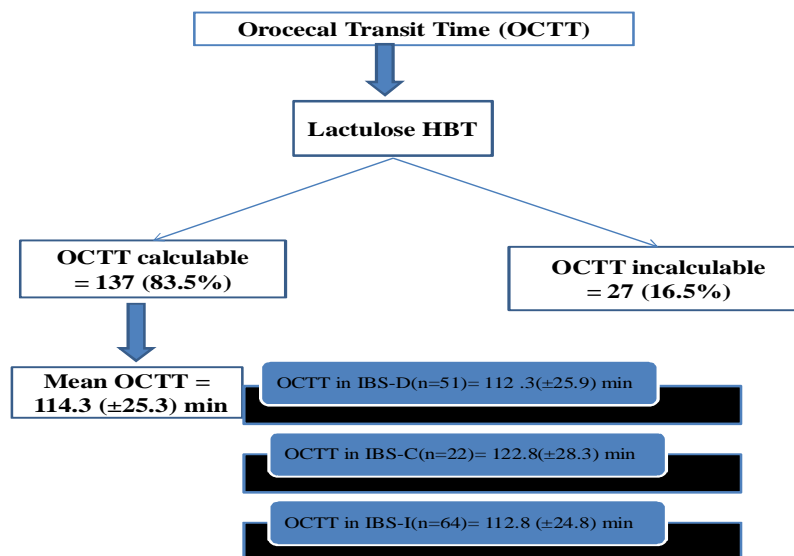 Orocecal Transit Time (OCTT)
Lactulose HBT
OCTT calculable
= 137 (83.5%)
OCTT incalculable
= 27 (16.5%)
Mean OCTT =
114.3 (±25.3) min
OCTT in IBS-D(n=51)= 112 .3(±25.9) min
OCTT in IBS-C(n=22)= 122.8(±28.3) min
OCTT in IBS-I(n=64)= 112.8 (±24.8) min